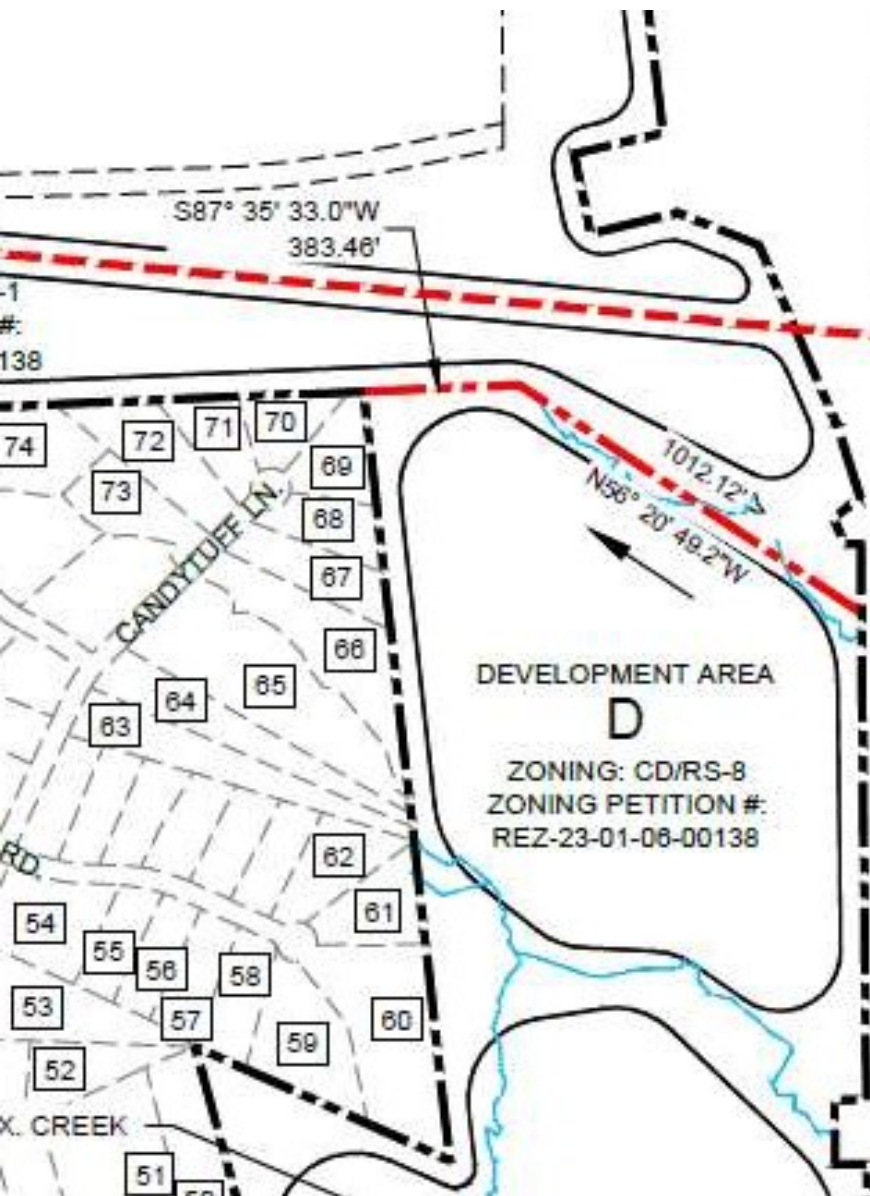 S87° 35' 33.0"W
383.46'
-1
#:
138
74
72
71
70
73
69
68
67
66
65
64
63
CANDYTUFF LN.
1012.12'
N56° 20' 49.2"W
DEVELOPMENT AREA
D
ZONING: CD/RS-8
ZONING PETITION #:
REZ-23-01-06-00138
RD.
62
61
54
55
56
58
53
57
60
59
52
X. CREEK
51